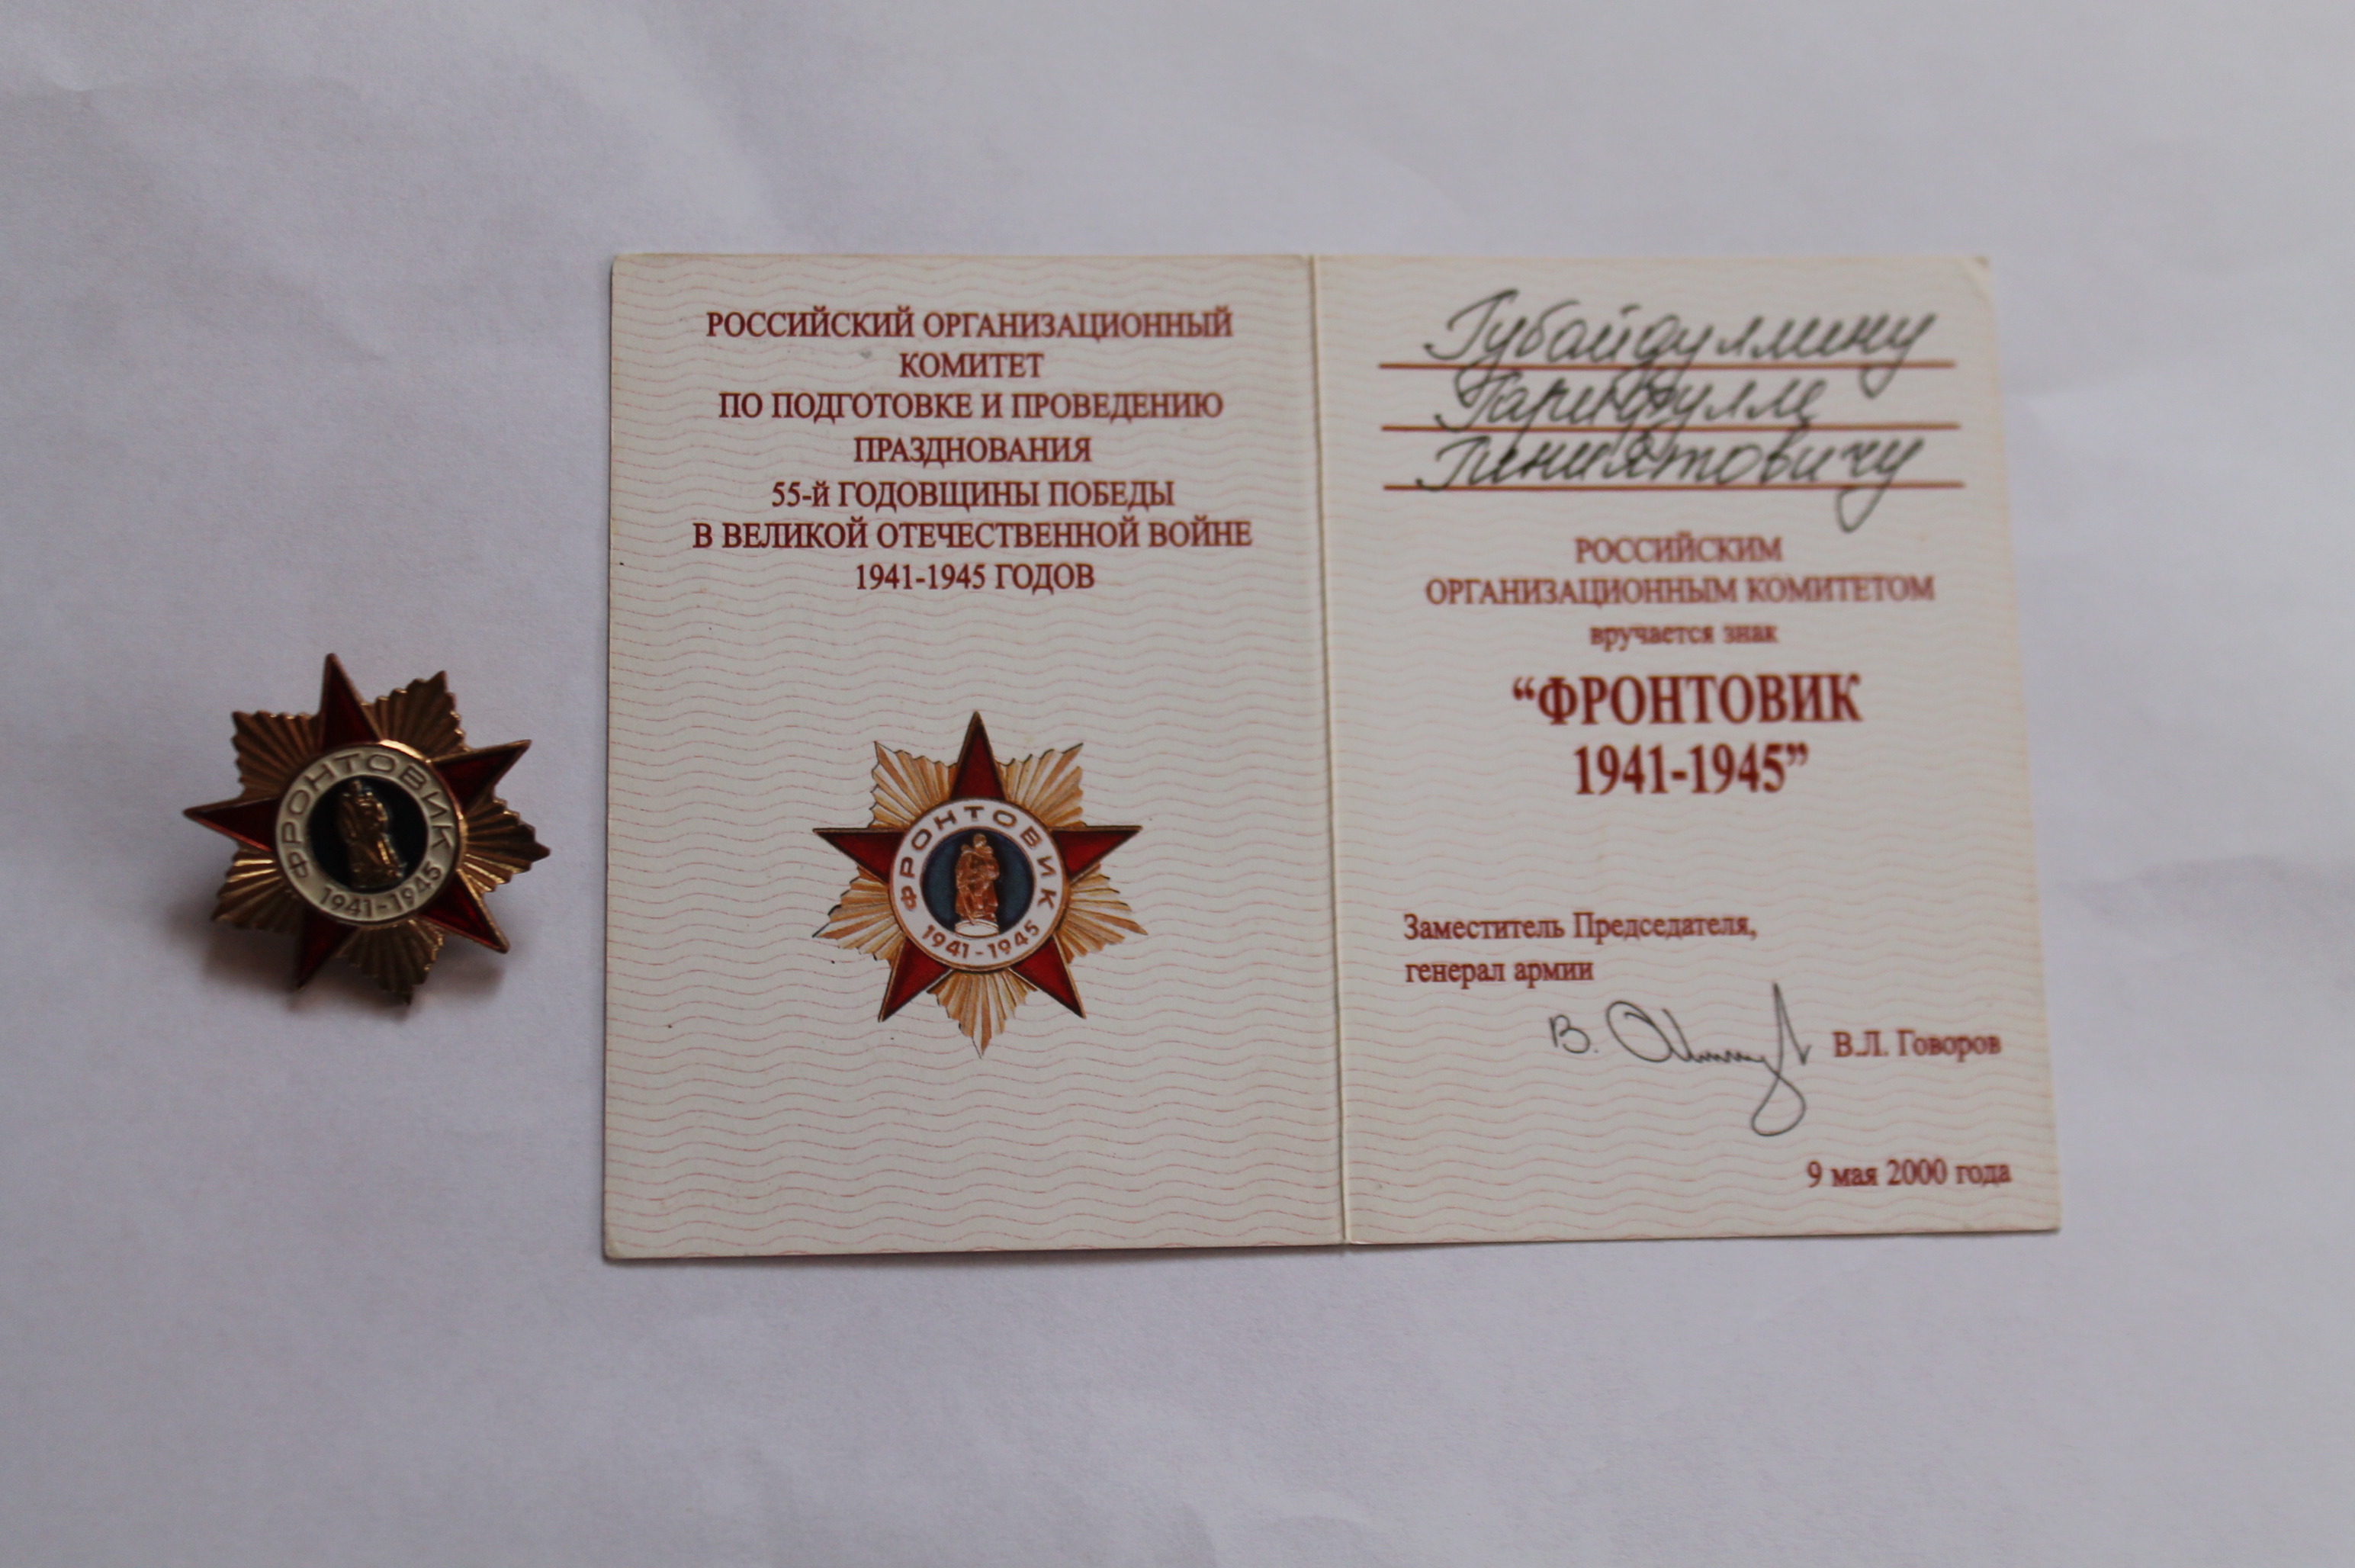 ФРОНТОВИК
1941-1945
РОССИЙСКИЙ ОРГАНИЗАЦИОННЫЙ
КОМИТЕТ
ПО ПОДГОТОВКЕ И ПРОВЕДЕНИЮ
ПРАЗДНОВАНИЯ
55-й ГОДОВЩИНЫ ПОБЕДЫ
В ВЕЛИКОЙ ОТЕЧЕСТВЕННОЙ ВОЙНЕ
1941-1945 ГОДОВ
ФРОНТОВИК
1941-1945
Губайдуллину
РОССИЙСКИМ
ОРГАНИЗАЦИОННЫМ КОМИТЕТОМ
вручается знак
“ФРОНТОВИК
1941-1945”
Заместитель Председателя,
генерал армии
В.Л. Говоров
9 мая 2000 года